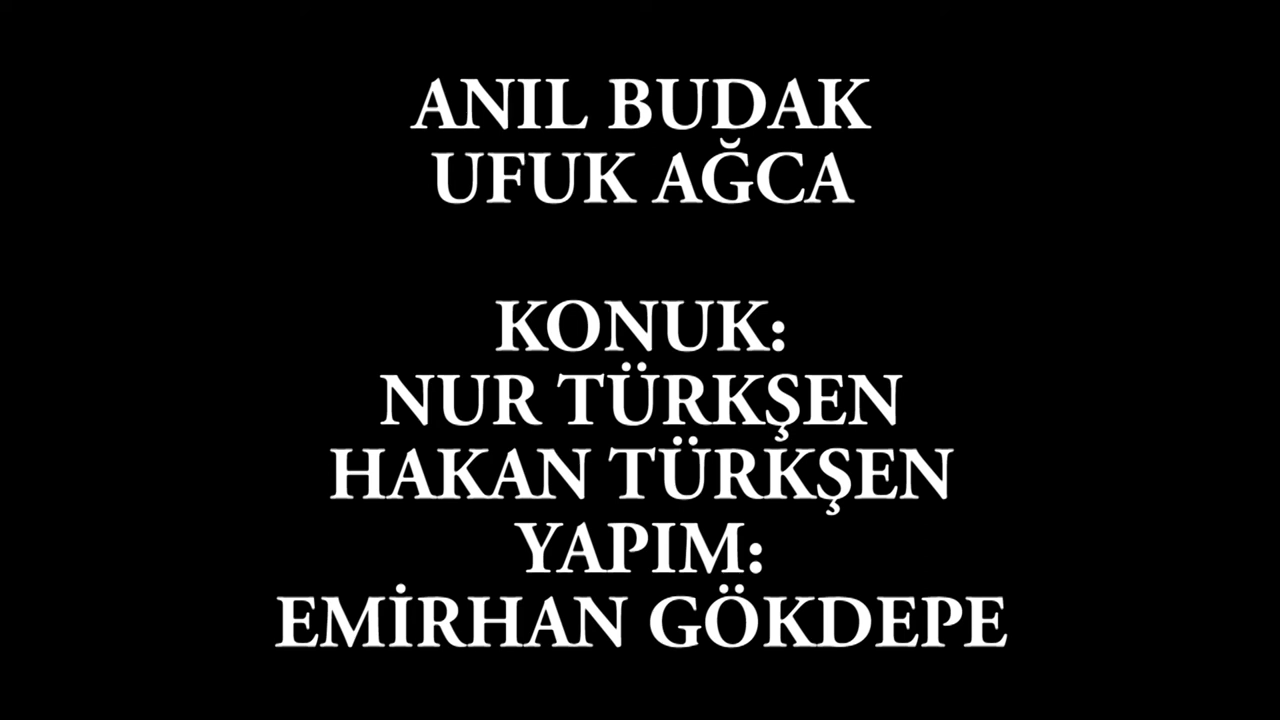 ANIL BUDAK
UFUK AĞCA
KONUK:
NUR TÜRKŞEN
HAKAN TÜRKŞEN
YAPIM:
EMİRHAN GÖKDEPE